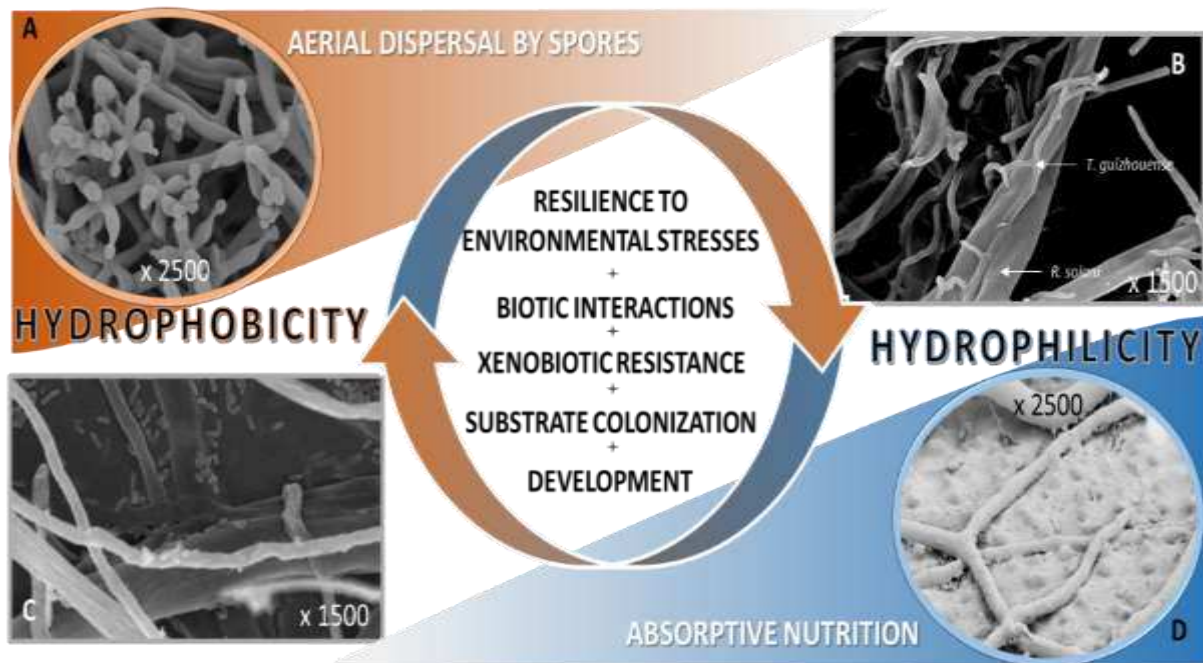 A
AERIAL DISPERSAL BY SPORES
x 2500
HYDROPHOBICITY
B
T. guizhouense
R. solani
x 1500
HYDROPHILICITY
RESILIENCE TO
ENVIRONMENTAL STRESSES
+
BIOTIC INTERACTIONS
+
XENOBIOTIC RESISTANCE
+
SUBSTRATE COLONIZATION
+
DEVELOPMENT
C
x 1500
x 2500
ABSORPTIVE NUTRITION
D